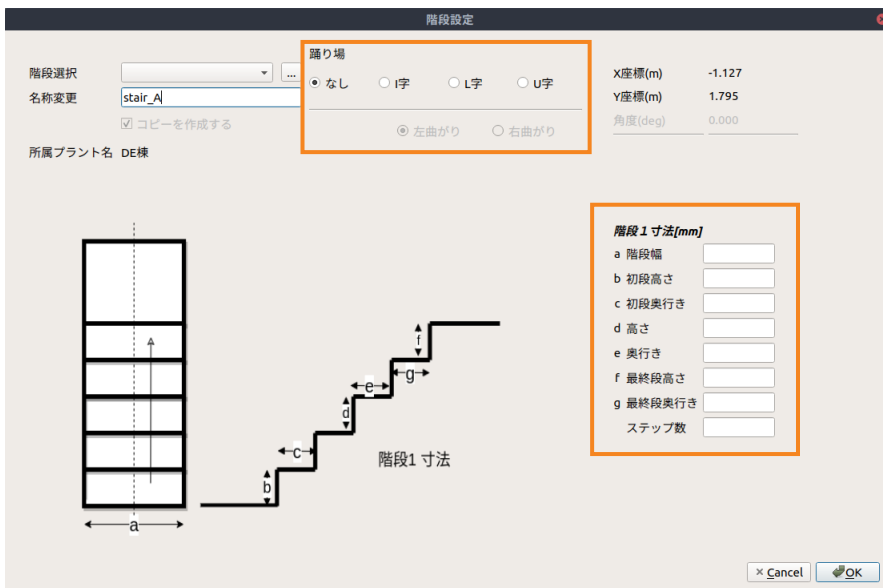 階段設定
階段選択
...
名称変更 stair_A
コピーを作成する
所属プラント名 DE棟
踊り場
なし I字 L字 U字
左曲がり 右曲がり
X座標(m) -1.127
Y座標(m) 1.795
角度(deg) 0.000
階段１寸法[mm]
a 階段幅
b 初段高さ
c 初段奥行き
d 高さ
e 奥行き
f 最終段高さ
g 最終段奥行き
ステップ数
a
b
c
d
e
f
g
階段1 寸法
Cancel
OK